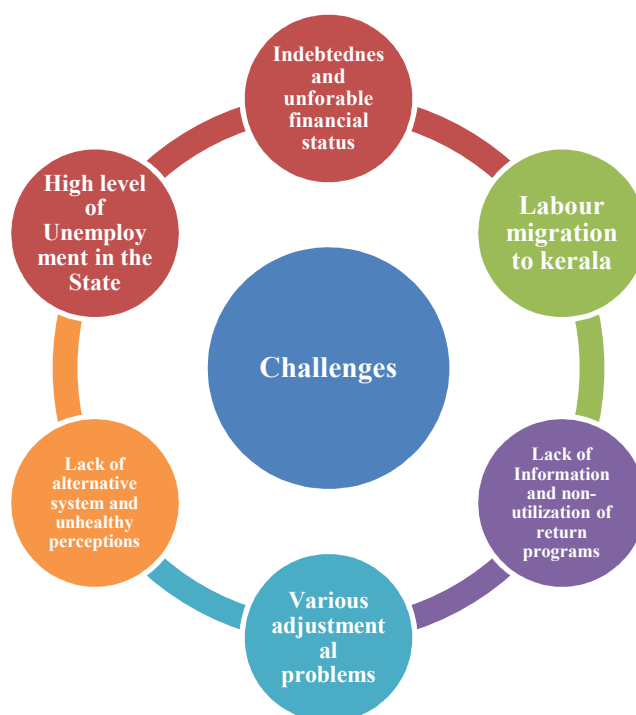 Indebtednes
and
unforable
financial
status
Labour
migration
to kerala
Lack of
Information
and non-
utilization of
return
programs
Various
adjustment
al
problems
Lack of
alternative
system and
unhealthy
perceptions
High level
of
Unemploy
ment in the
State
Challenges